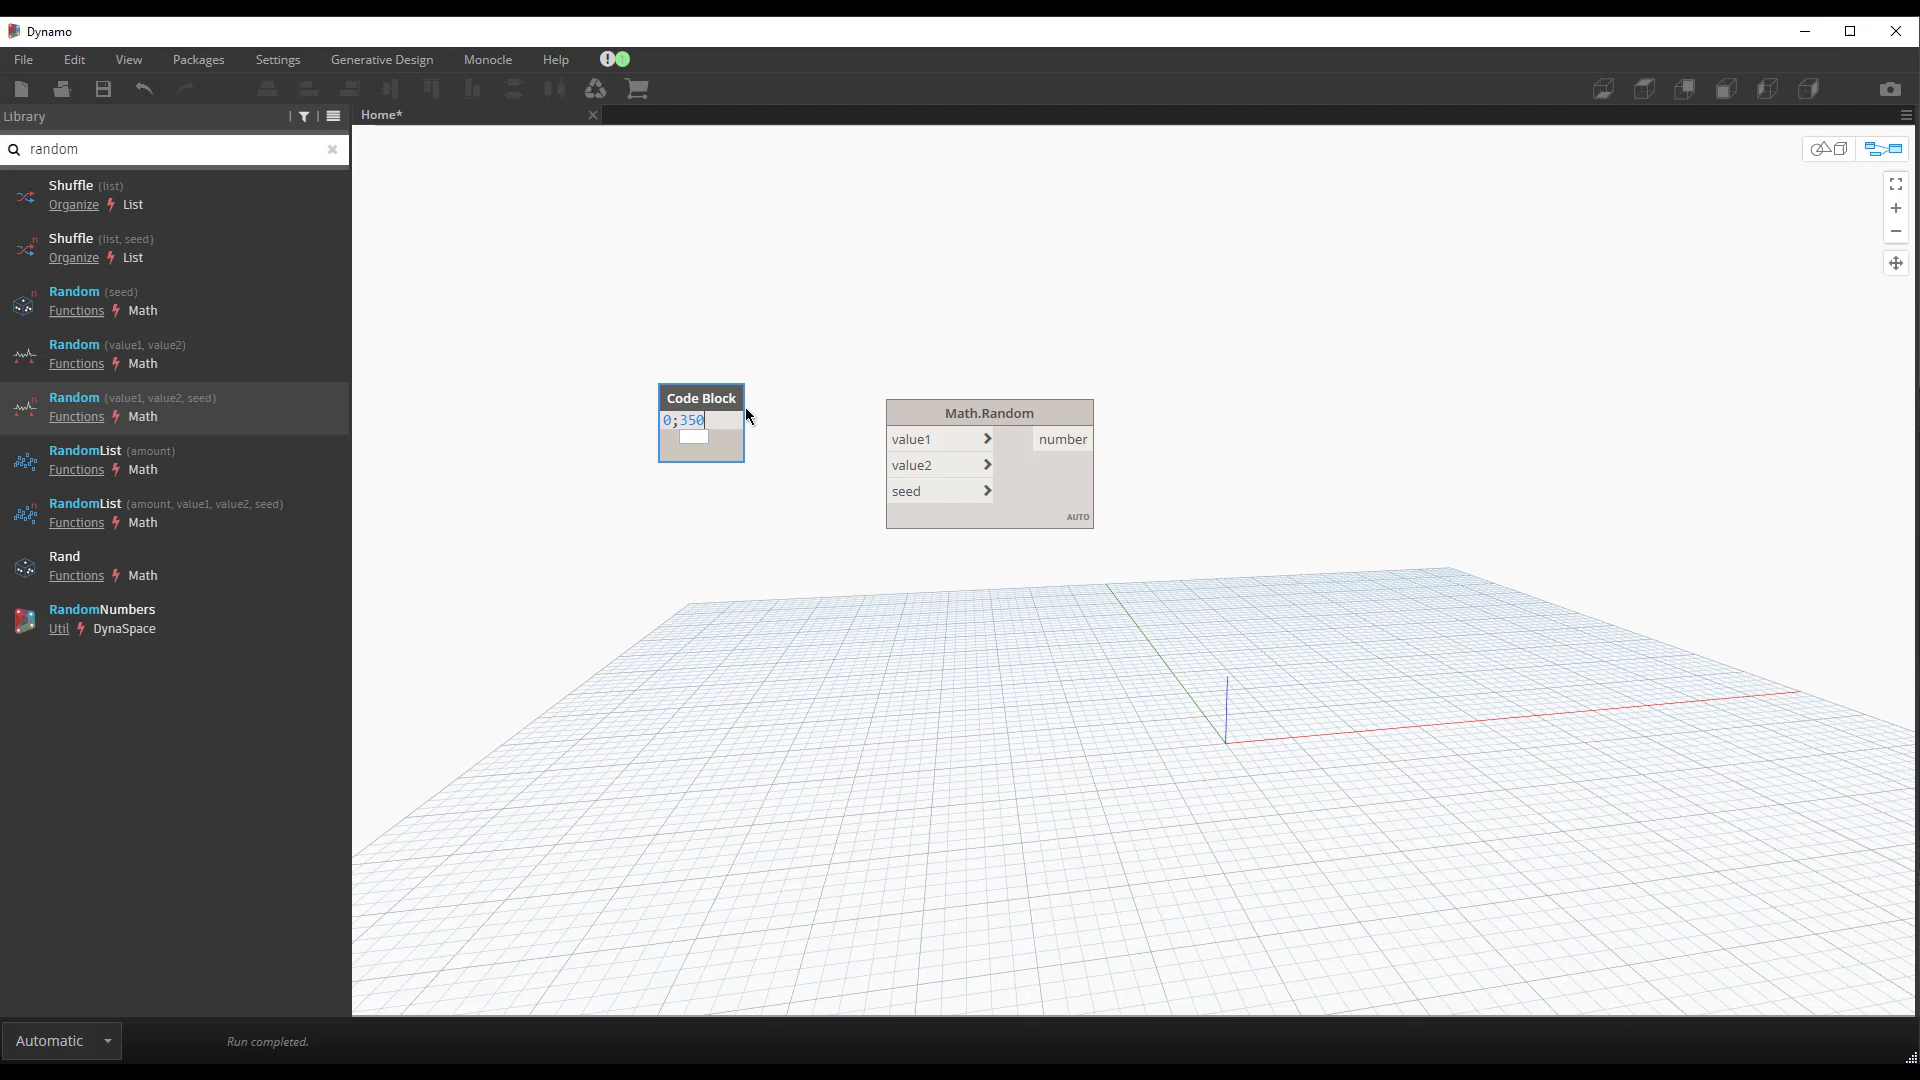 Dynamo
File Edit View Packages Settings Generative Design Monocle Help
Library
Home*
random
Shuffle (list)
Organize List
Shuffle (list, seed)
Organize List
Random (seed)
Functions Math
Random (value1, value2)
Functions Math
Random (value1, value2, seed)
Functions Math
RandomList (amount)
Functions Math
RandomList (amount, value1, value2, seed)
Functions Math
Rand
Functions Math
RandomNumbers
Util DynaSpace
Code Block
0;350
Math.Random
value1 number
value2
seed
AUTO
Automatic
Run completed.